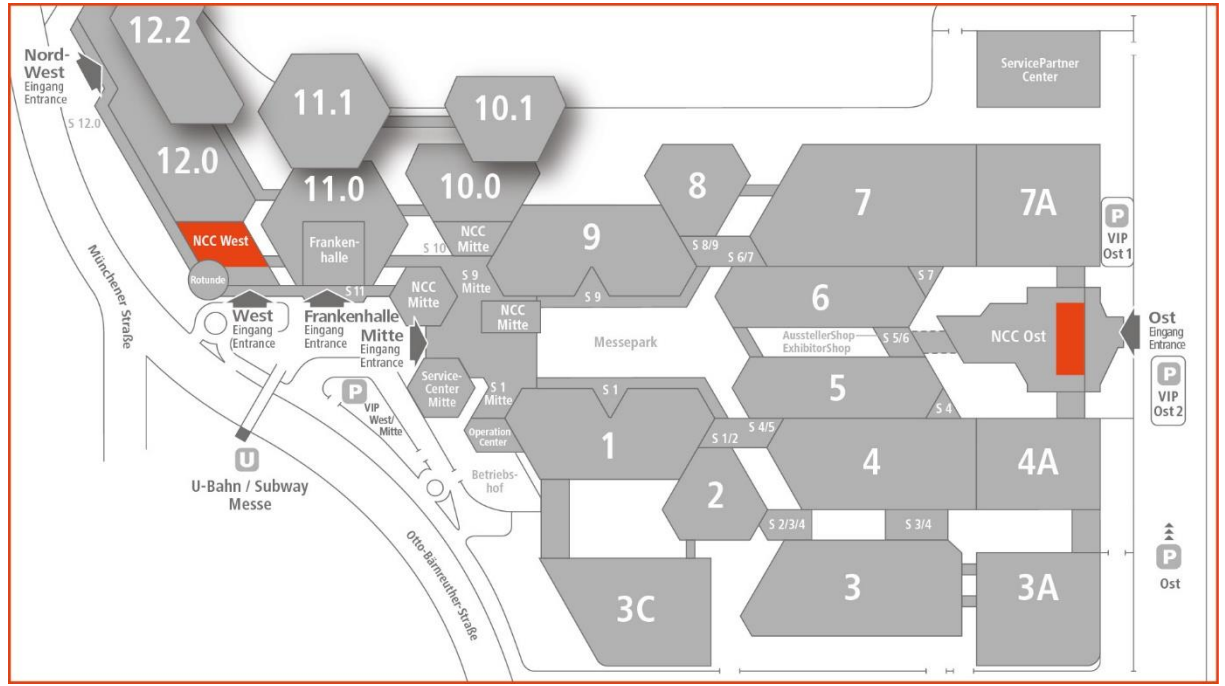 12.2
Nord-
West
Eingang
Entrance
S 12.0
12.0
11.1
10.1
ServicePartner
Center
11.0
10.0
8
7
7A
P
VIP
Ost 1
NCC West
Franken-
halle
S 10
NCC
Mitte
9
S 8/9
S 6/7
S 7
Rotunde
S 11
NCC
Mitte
S 9
Mitte
S 9
NCC
Mitte
6
Münchener Straße
West
Eingang
Entrance
Frankenhalle
Eingang
Entrance
Mitte
Eingang
Entrance
Messepark
AusstellerShop
ExhibitorShop
S 5/6
NCC Ost
Ost
Eingang
Entrance
P
VIP
Ost 2
P
VIP
West/
Mitte
Service-
Center
Mitte
S 1
Mitte
S 1
5
S 4
Operation
Center
1
S 1/2
S 4/5
4
4A
U
U-Bahn / Subway
Messe
Betriebs-
hof
2
S 2/3/4
S 3/4
Otto-Bärnreuther-Straße
3C
3
3A
P
Ost